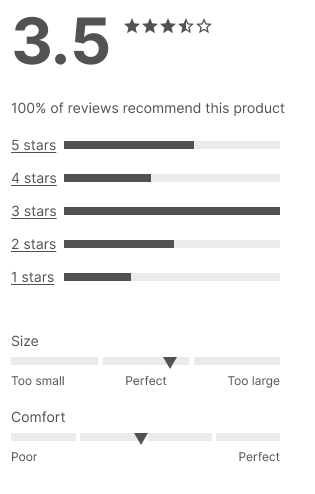 3.5
100% of reviews recommend this product
5 stars
4 stars
3 stars
2 stars
1 stars
Size
Too small Perfect Too large
Comfort
Poor Perfect